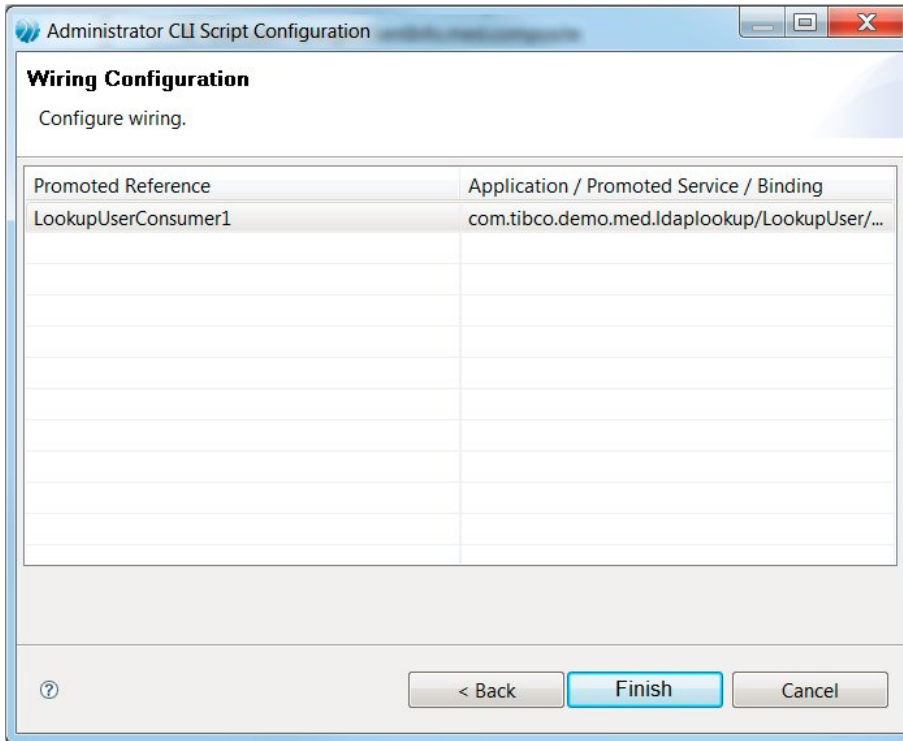 Administrator CLI Script Configuration
Wiring Configuration
Configure wiring.
Promoted Reference Application / Promoted Service / Binding
LookupUserConsumer1 com.tibco.demo.med.ldaplookup/LookupUser/...
? < Back Finish Cancel